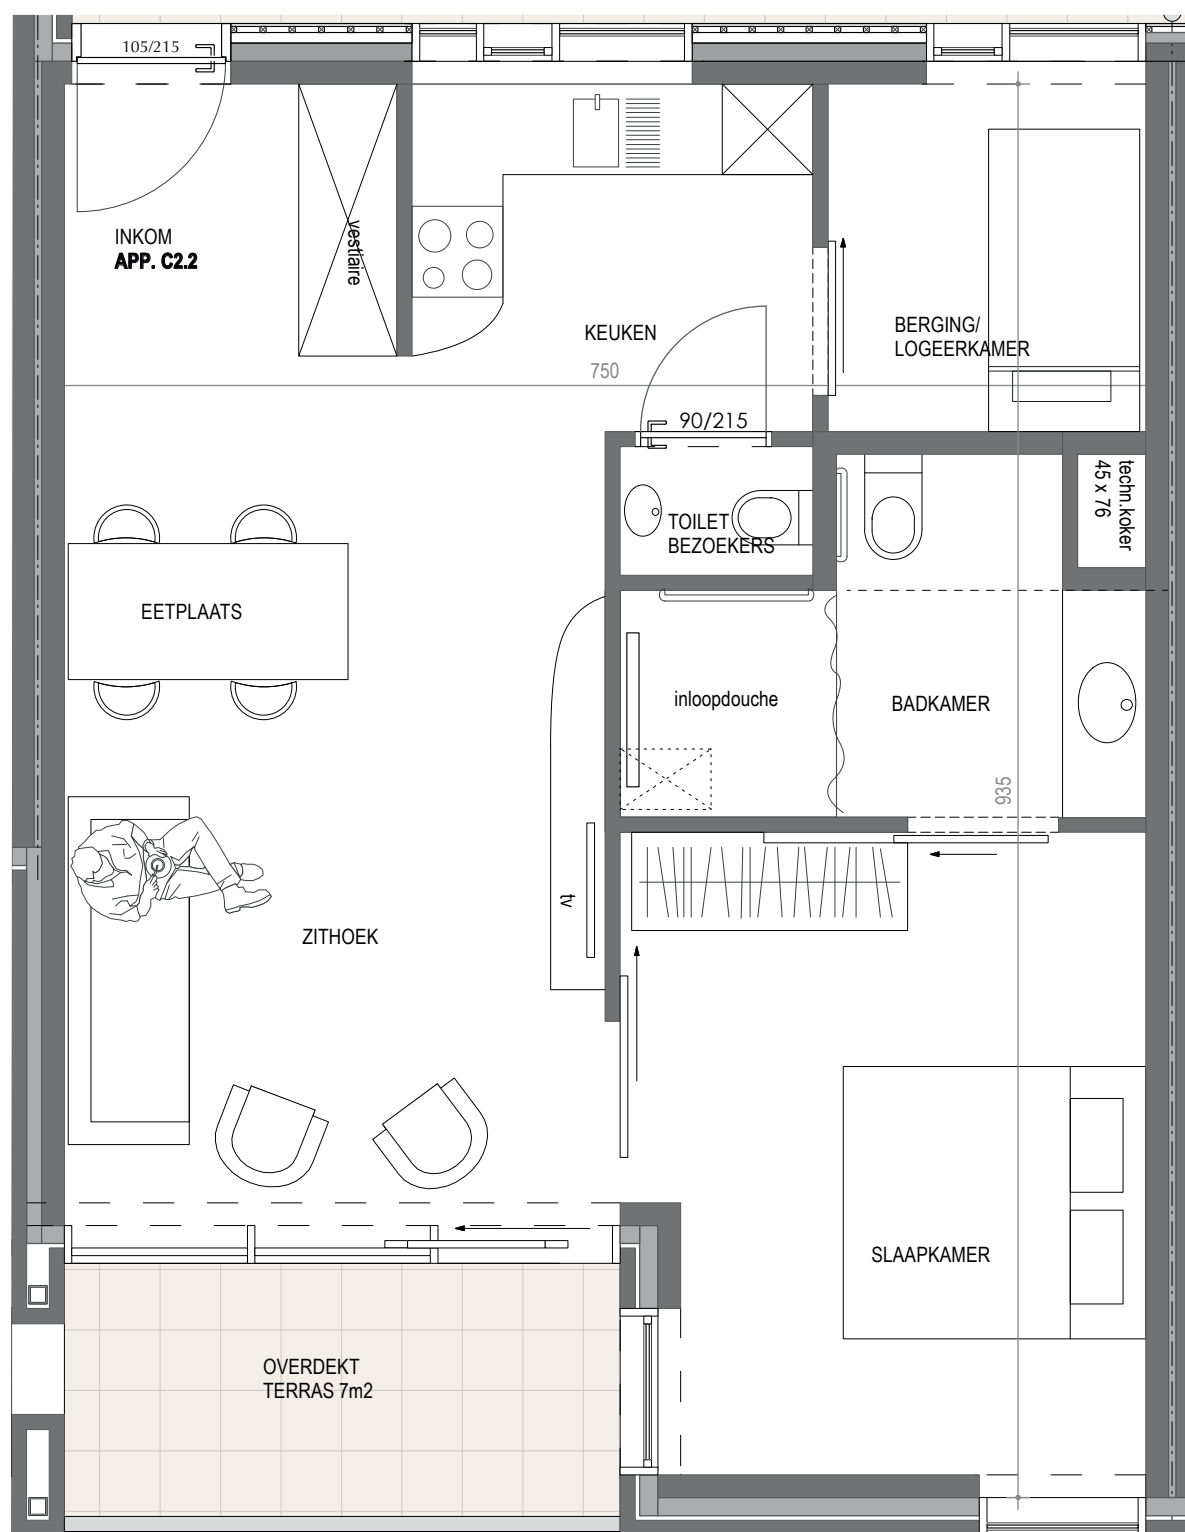 105/215
INKOM
APP. C2.2
vestiaire
KEUKEN
BERGING/
LOGEERKAMER
750
90/215
TOILET
BEZOEKERS
techn.koker
45 x 76
EETPLAATS
inloopdouche
BADKAMER
935
tv
ZITHOEK
SLAAPKAMER
OVERDEKT
TERRAS 7m2